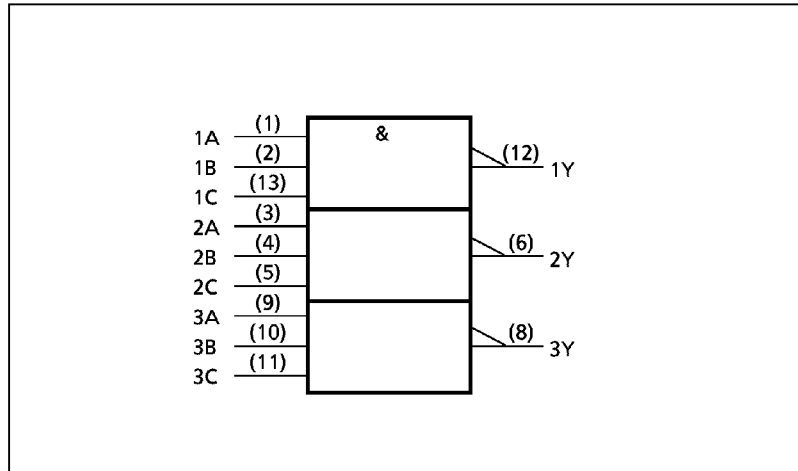 &
1A (1)
1B (2)
1C (13)
(12) 1Y
2A (3)
2B (4)
2C (5)
(6) 2Y
3A (9)
3B (10)
3C (11)
(8) 3Y